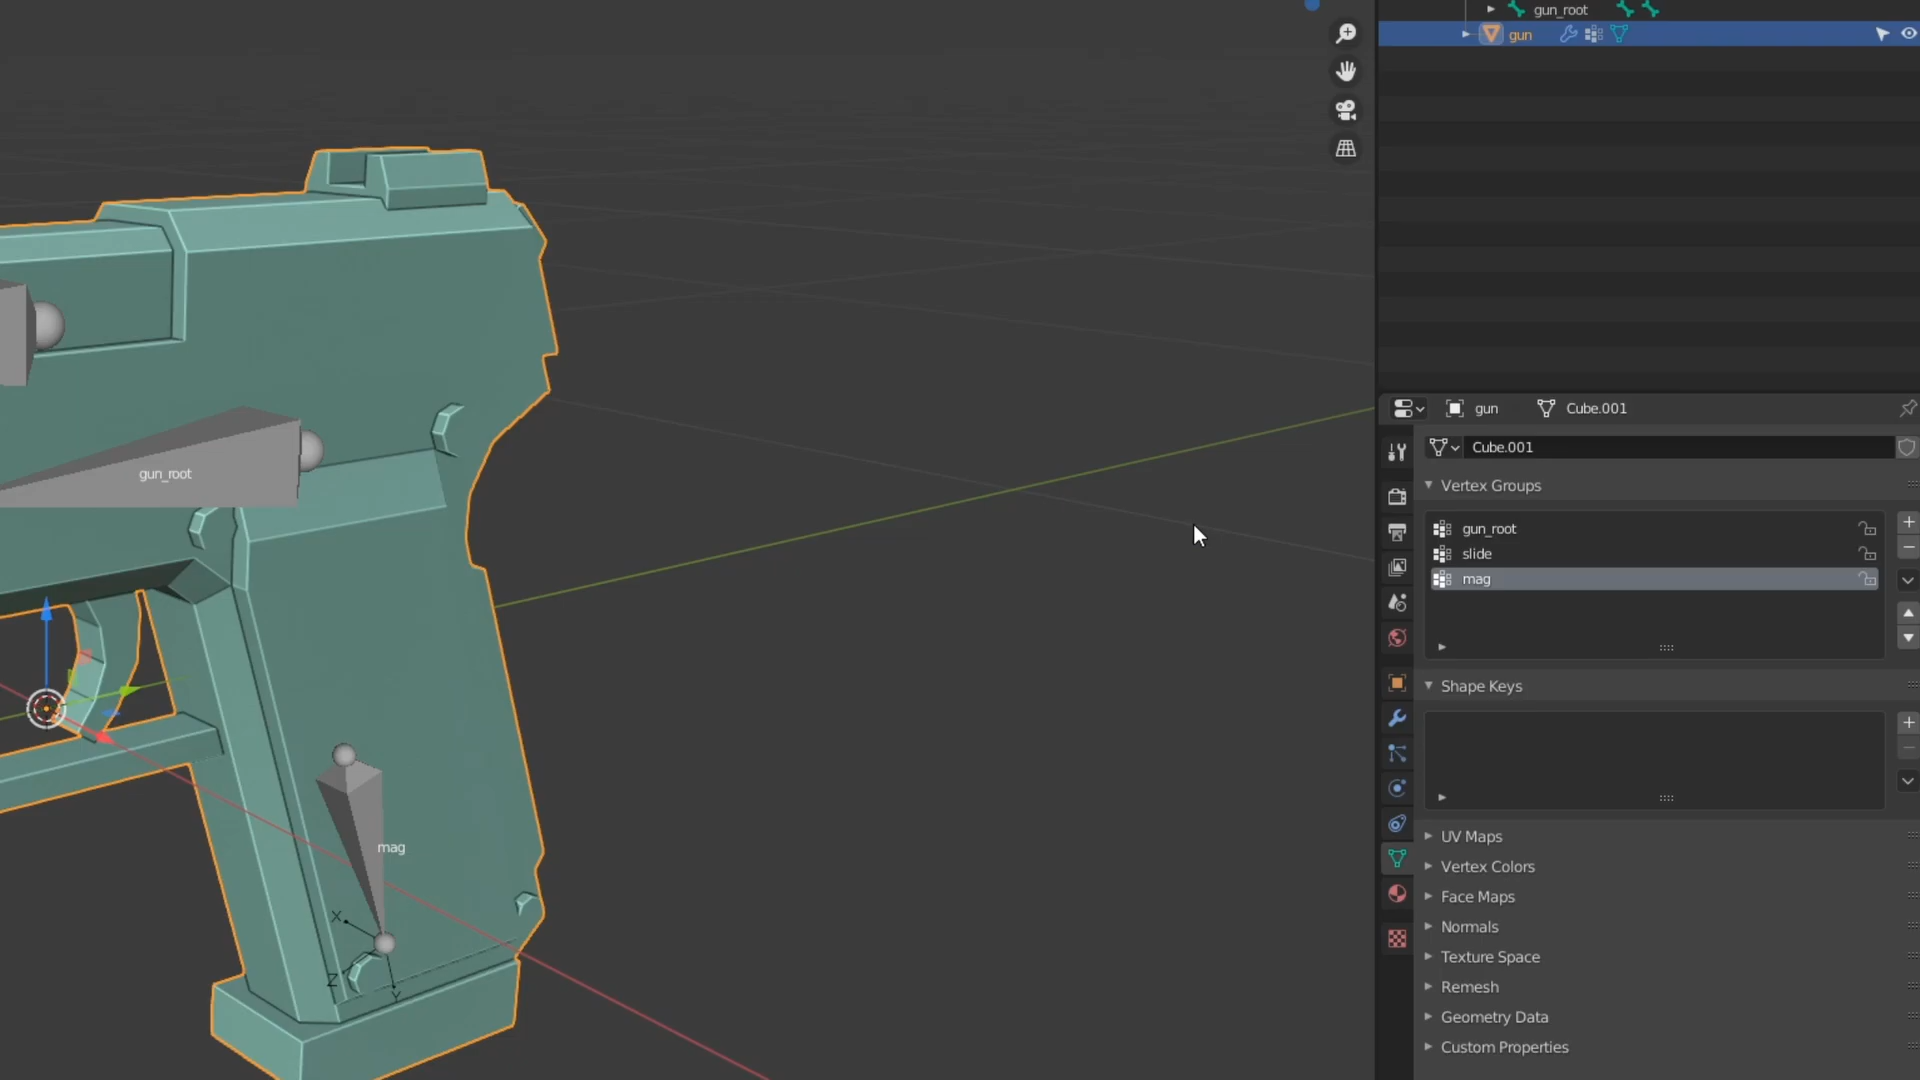 gun_root
gun
gun
Cube.001
Cube.001
Vertex Groups
gun_root
slide
mag
Shape Keys
UV Maps
Vertex Colors
Face Maps
Normals
Texture Space
Remesh
Geometry Data
Custom Properties
gun_root
mag
X
Z
Y